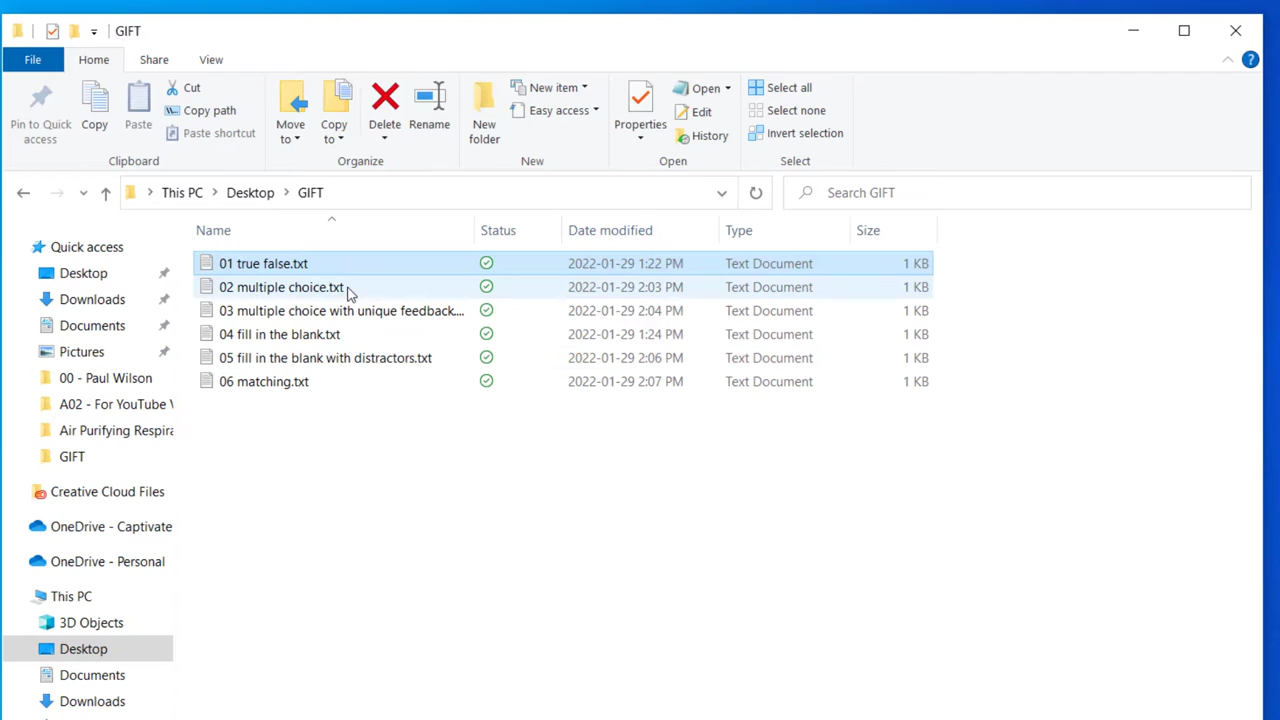 GIFT
File Home Share View
Pin to Quick access
Copy
Paste
Cut
Copy path
Paste shortcut
Clipboard
Move to
Copy to
Delete
Rename
Organize
New folder
New item
Easy access
New
Properties
Open
Edit
History
Open
Select all
Select none
Invert selection
Select
This PC Desktop GIFT
Search GIFT
Name Status Date modified Type Size
01 true false.txt 2022-01-29 1:22 PM Text Document 1 KB
02 multiple choice.txt 2022-01-29 2:03 PM Text Document 1 KB
03 multiple choice with unique feedback.... 2022-01-29 2:04 PM Text Document 1 KB
04 fill in the blank.txt 2022-01-29 1:24 PM Text Document 1 KB
05 fill in the blank with distractors.txt 2022-01-29 2:06 PM Text Document 1 KB
06 matching.txt 2022-01-29 2:07 PM Text Document 1 KB
Quick access
Desktop
Downloads
Documents
Pictures
00 - Paul Wilson
A02 - For YouTube V
Air Purifying Respira
GIFT
Creative Cloud Files
OneDrive - Captivate
OneDrive - Personal
This PC
3D Objects
Desktop
Documents
Downloads